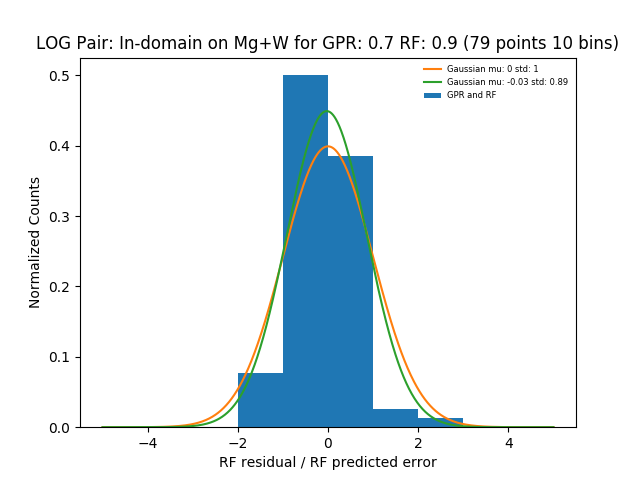 LOG Pair: In-domain on Mg+W for GPR: 0.7 RF: 0.9 (79 points 10 bins)
Gaussian mu: 0 std: 1
Gaussian mu: -0.03 std: 0.89
GPR and RF
Normalized Counts
0.5
0.4
0.3
0.2
0.1
0.0
−4 −2 0 2 4
RF residual / RF predicted error